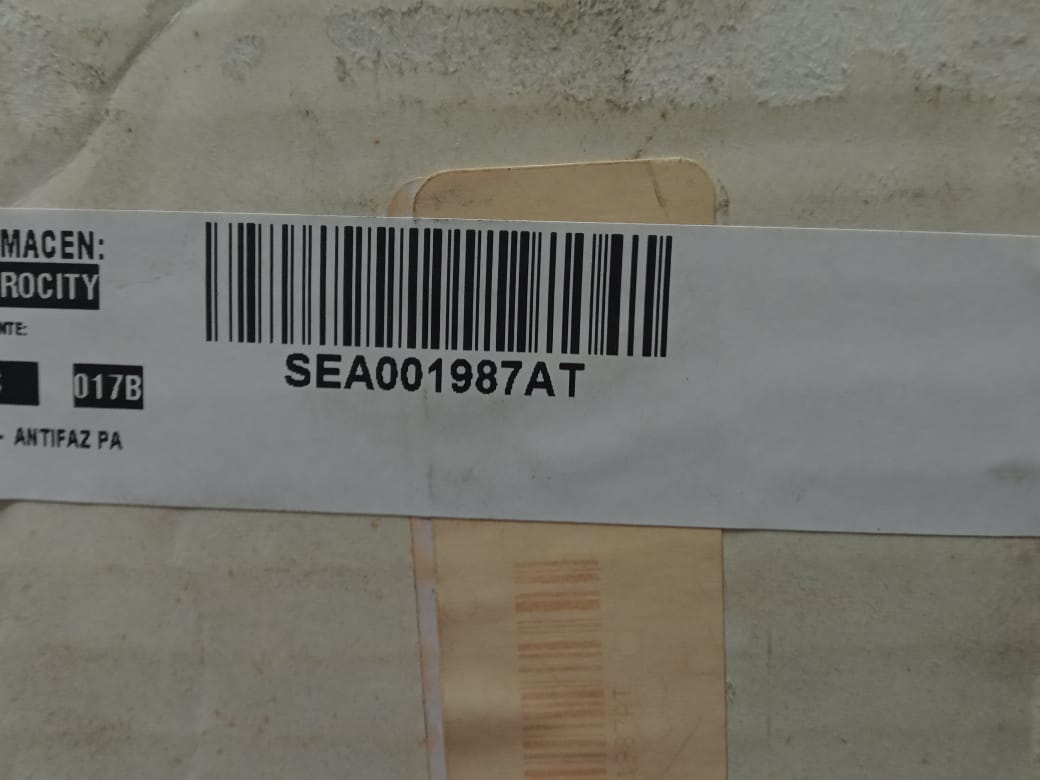 MACEN:
ROCITY
NTE:
017B
- ANTIFAZ PA
SEA001987AT